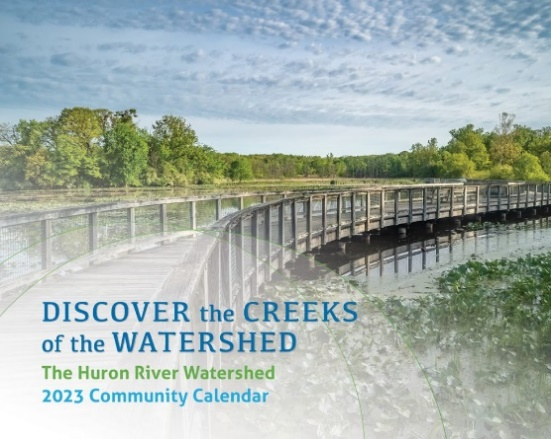 DISCOVER the CREEKS
of the WATERSHED
The Huron River Watershed
2023 Community Calendar